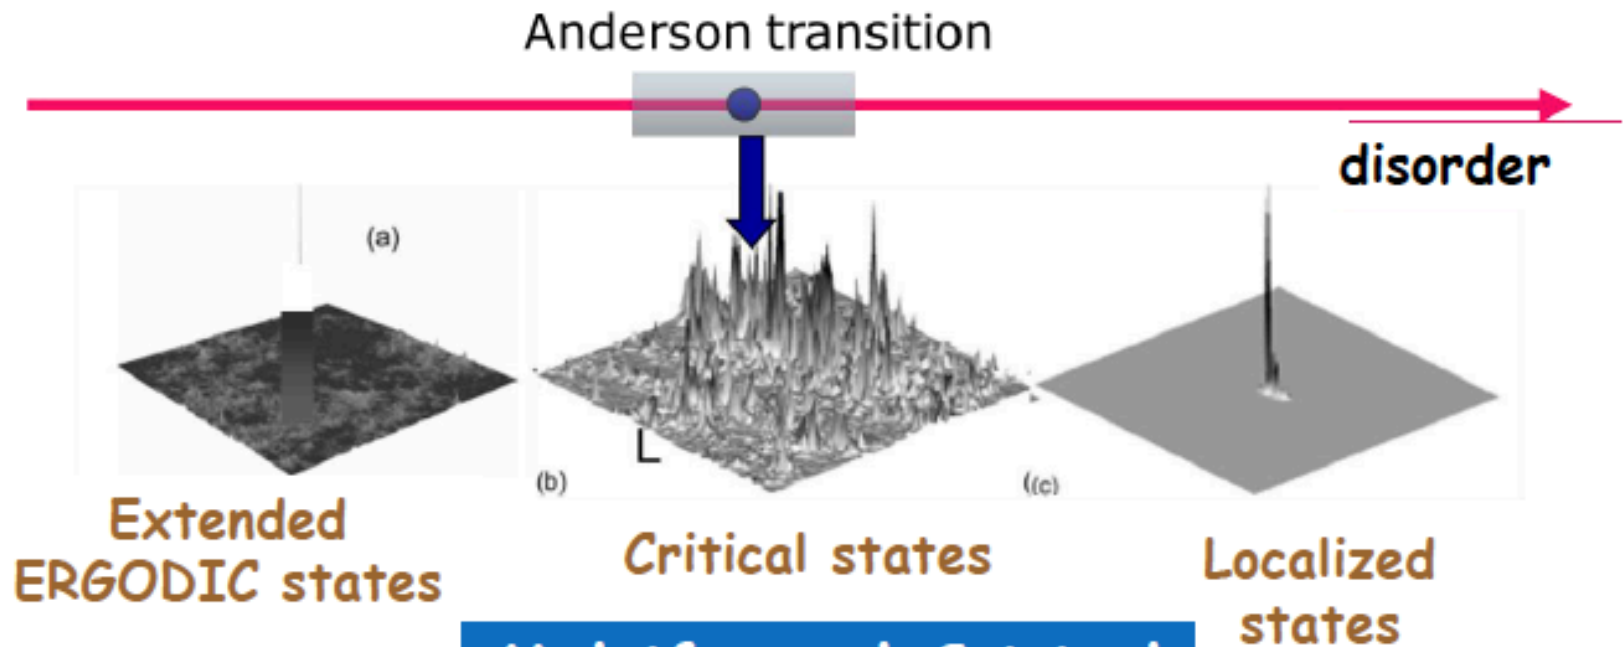 Anderson transition
disorder
(a)
L
(b)
((c)
Extended
ERGODIC states
Critical states
Localized
states